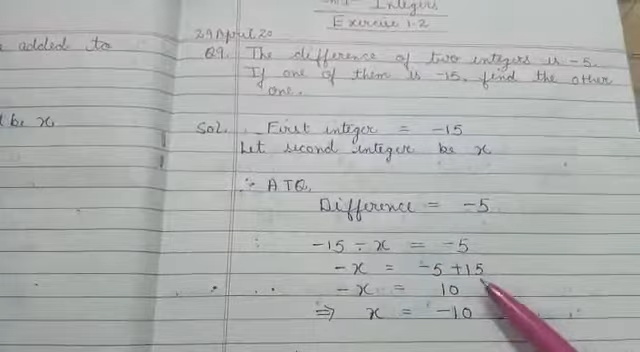 Integers
Exercise 1.2
29 April 20
added to
Q9. The difference of two integers is -5.
If one of them is -15, find the other
one.
be x.
Sol. First integer = -15
Let second integer be x
∴ ATQ,
Difference = -5
-15 - x = -5
-x = -5 + 15
-x = 10
⇒ x = -10